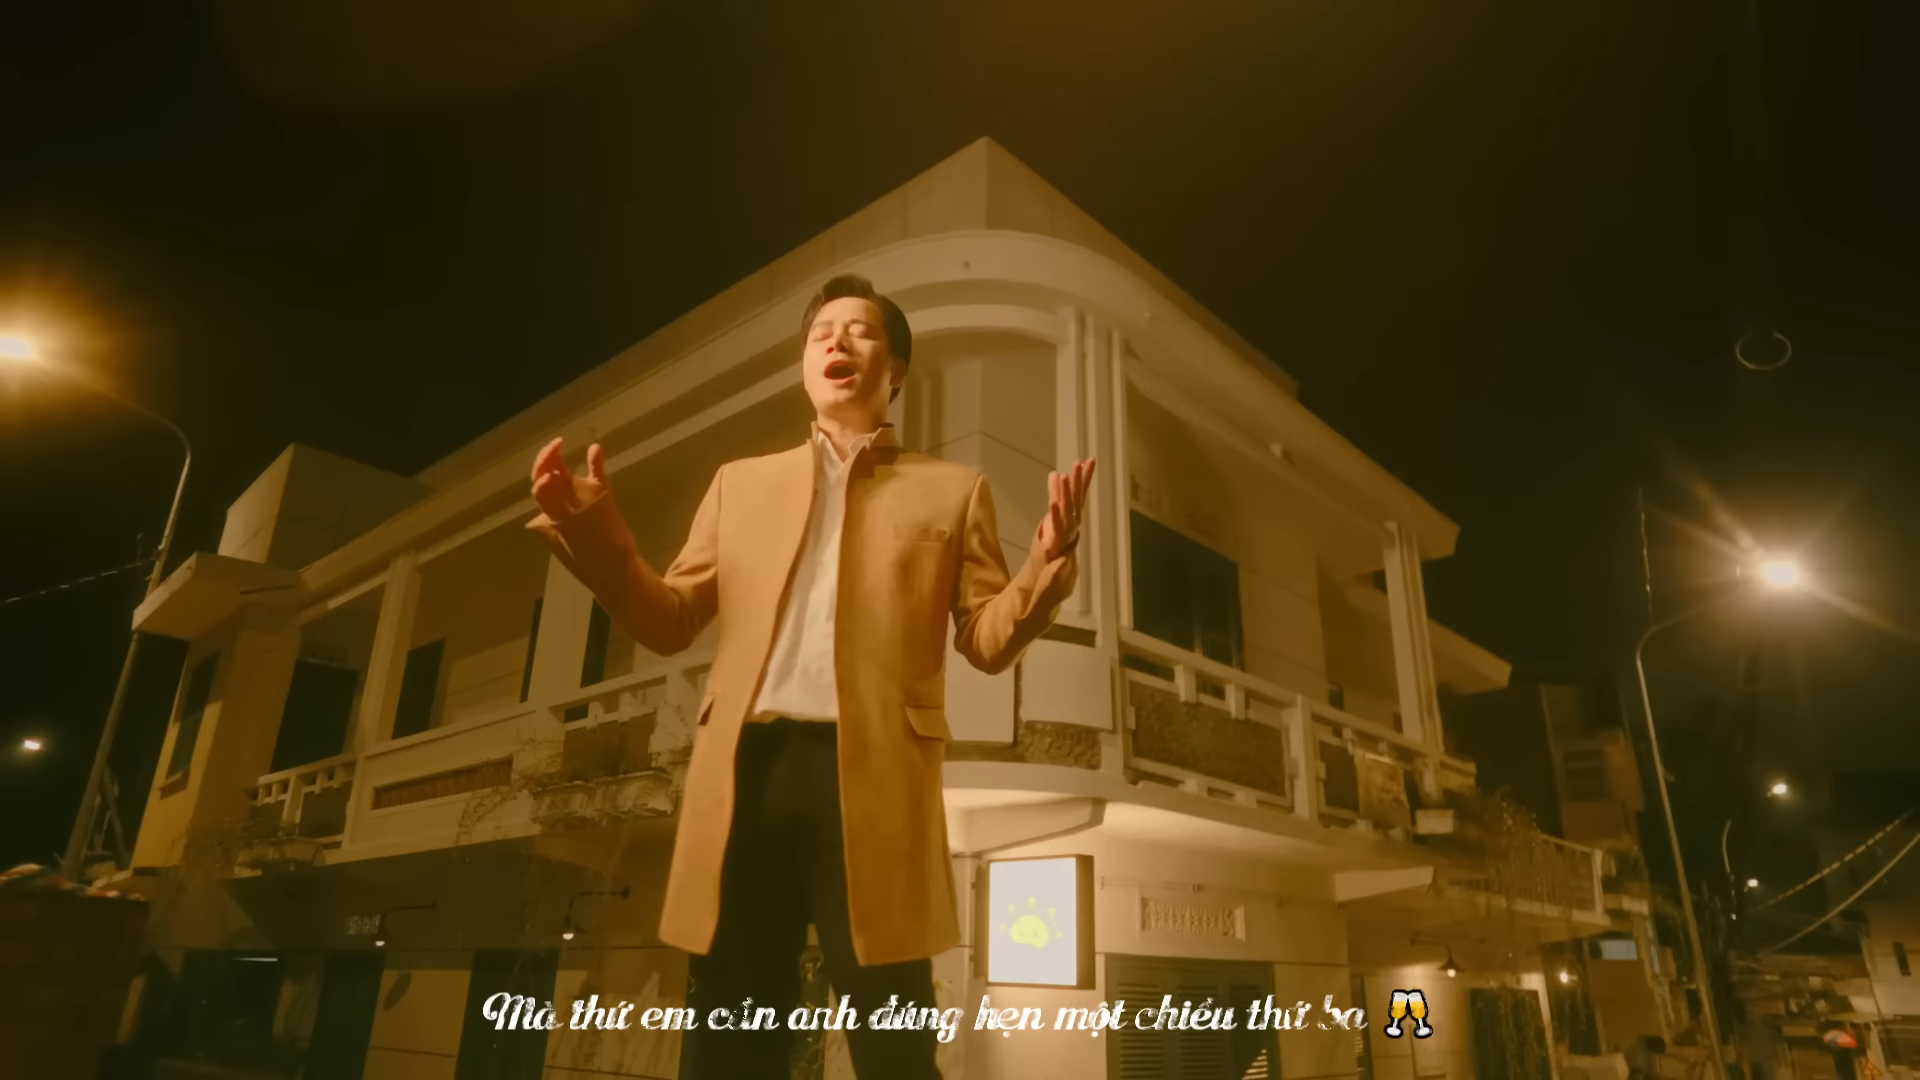 Mà thứ em cần anh đúng hẹn một chiều thứ ba 🥂